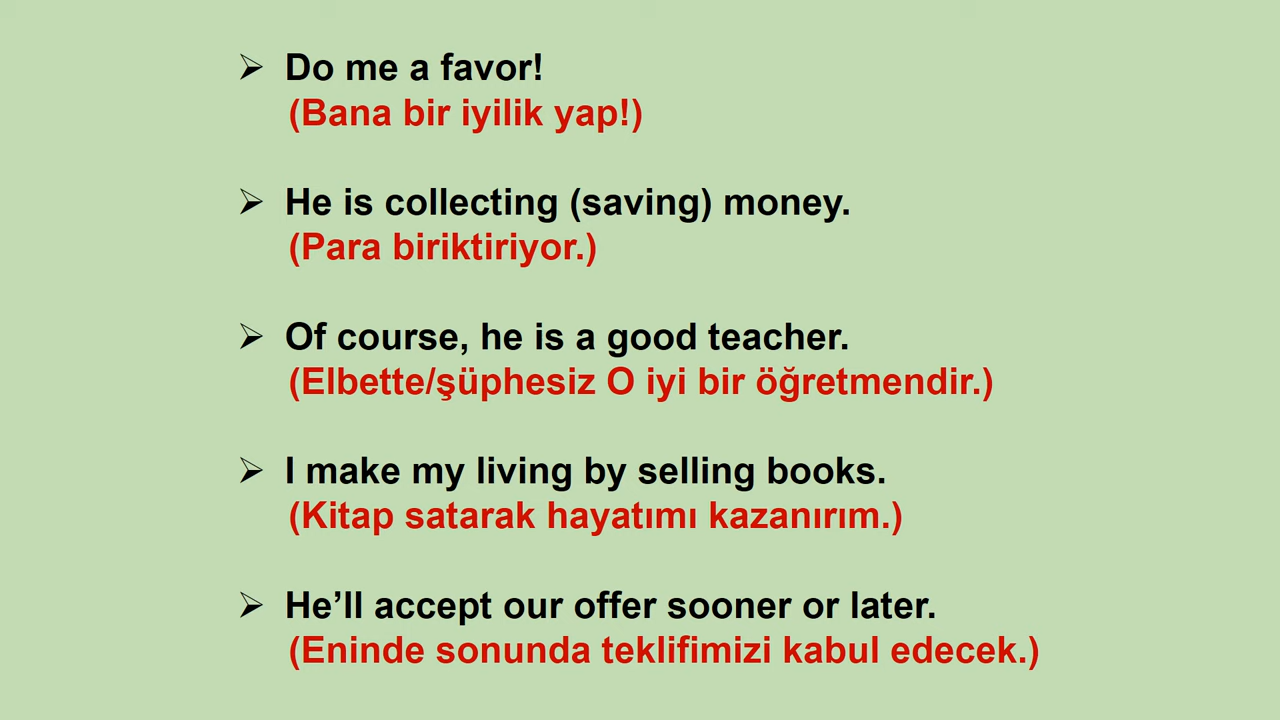 ➢ Do me a favor!
(Bana bir iyilik yap!)
➢ He is collecting (saving) money.
(Para biriktiriyor.)
➢ Of course, he is a good teacher.
(Elbette/şüphesiz O iyi bir öğretmendir.)
➢ I make my living by selling books.
(Kitap satarak hayatımı kazanırım.)
➢ He’ll accept our offer sooner or later.
(Eninde sonunda teklifimizi kabul edecek.)